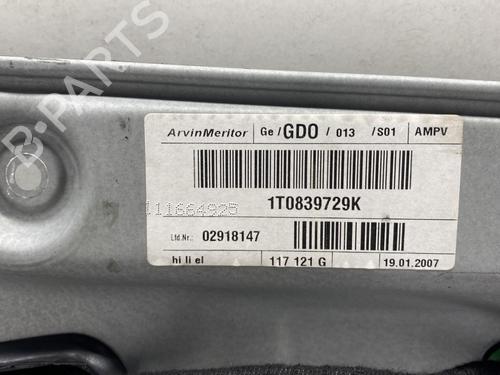 B-PARTS
ArvinMeritor Ge/GDO / 013 /S01 AMPV
1T0839729K
111664925
Lfd.Nr.: 02918147
hi li el 117 121 G 19.01.2007